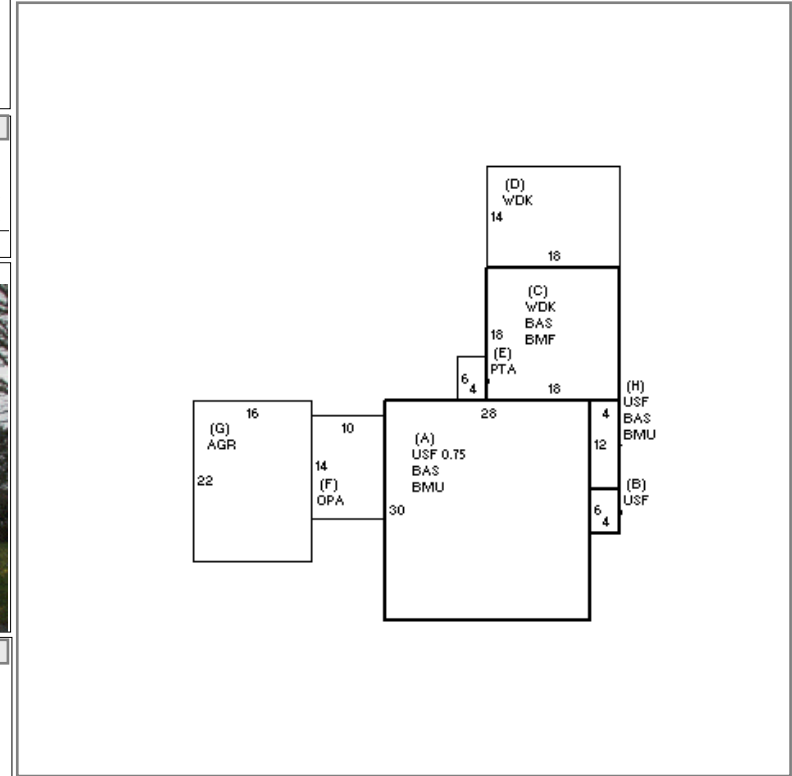 (D)
WDK
14
18
(C)
WDK
BAS
BMF
18
(E)
PTA
6
4
18
(H)
USF
BAS
BMU
16
(G)
AGR
22
10
14
(F)
OPA
28
(A)
USF 0.75
BAS
BMU
30
4
12
(B)
USF
6
4